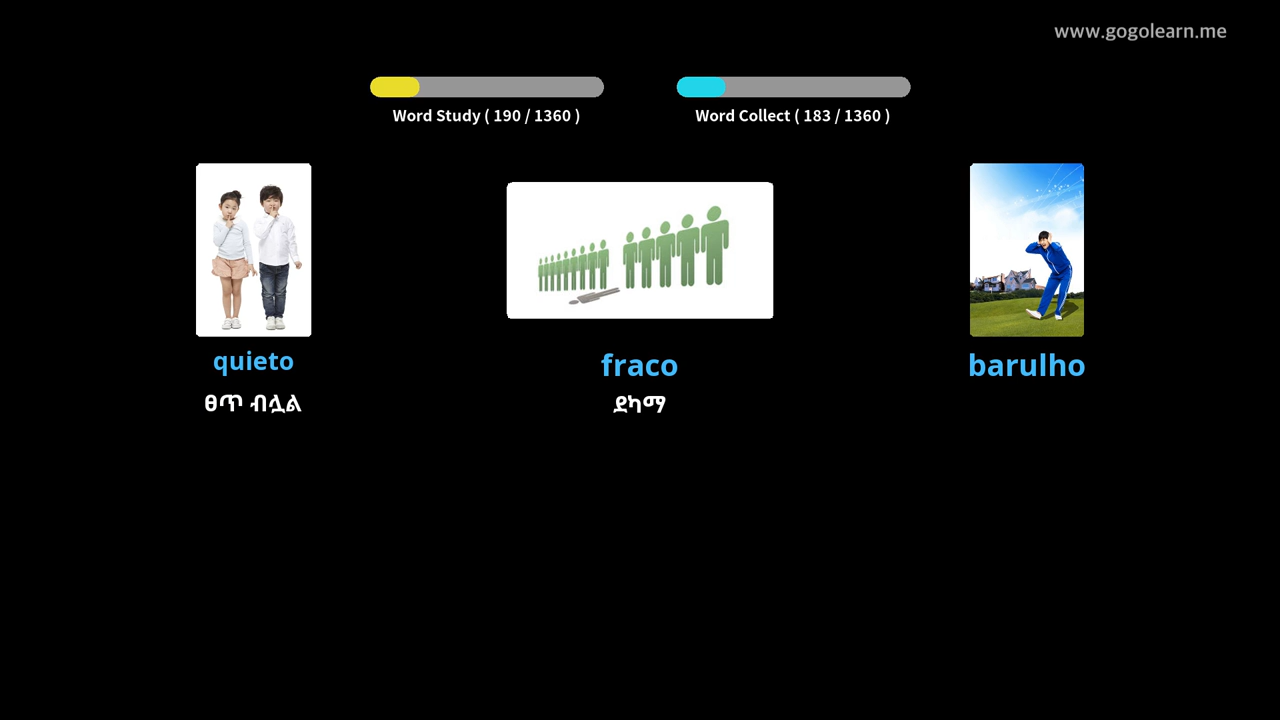 www.gogolearn.me
Word Study ( 190 / 1360 )
Word Collect ( 183 / 1360 )
quieto
ፀጥ ብሏል
fraco
ደካማ
barulho